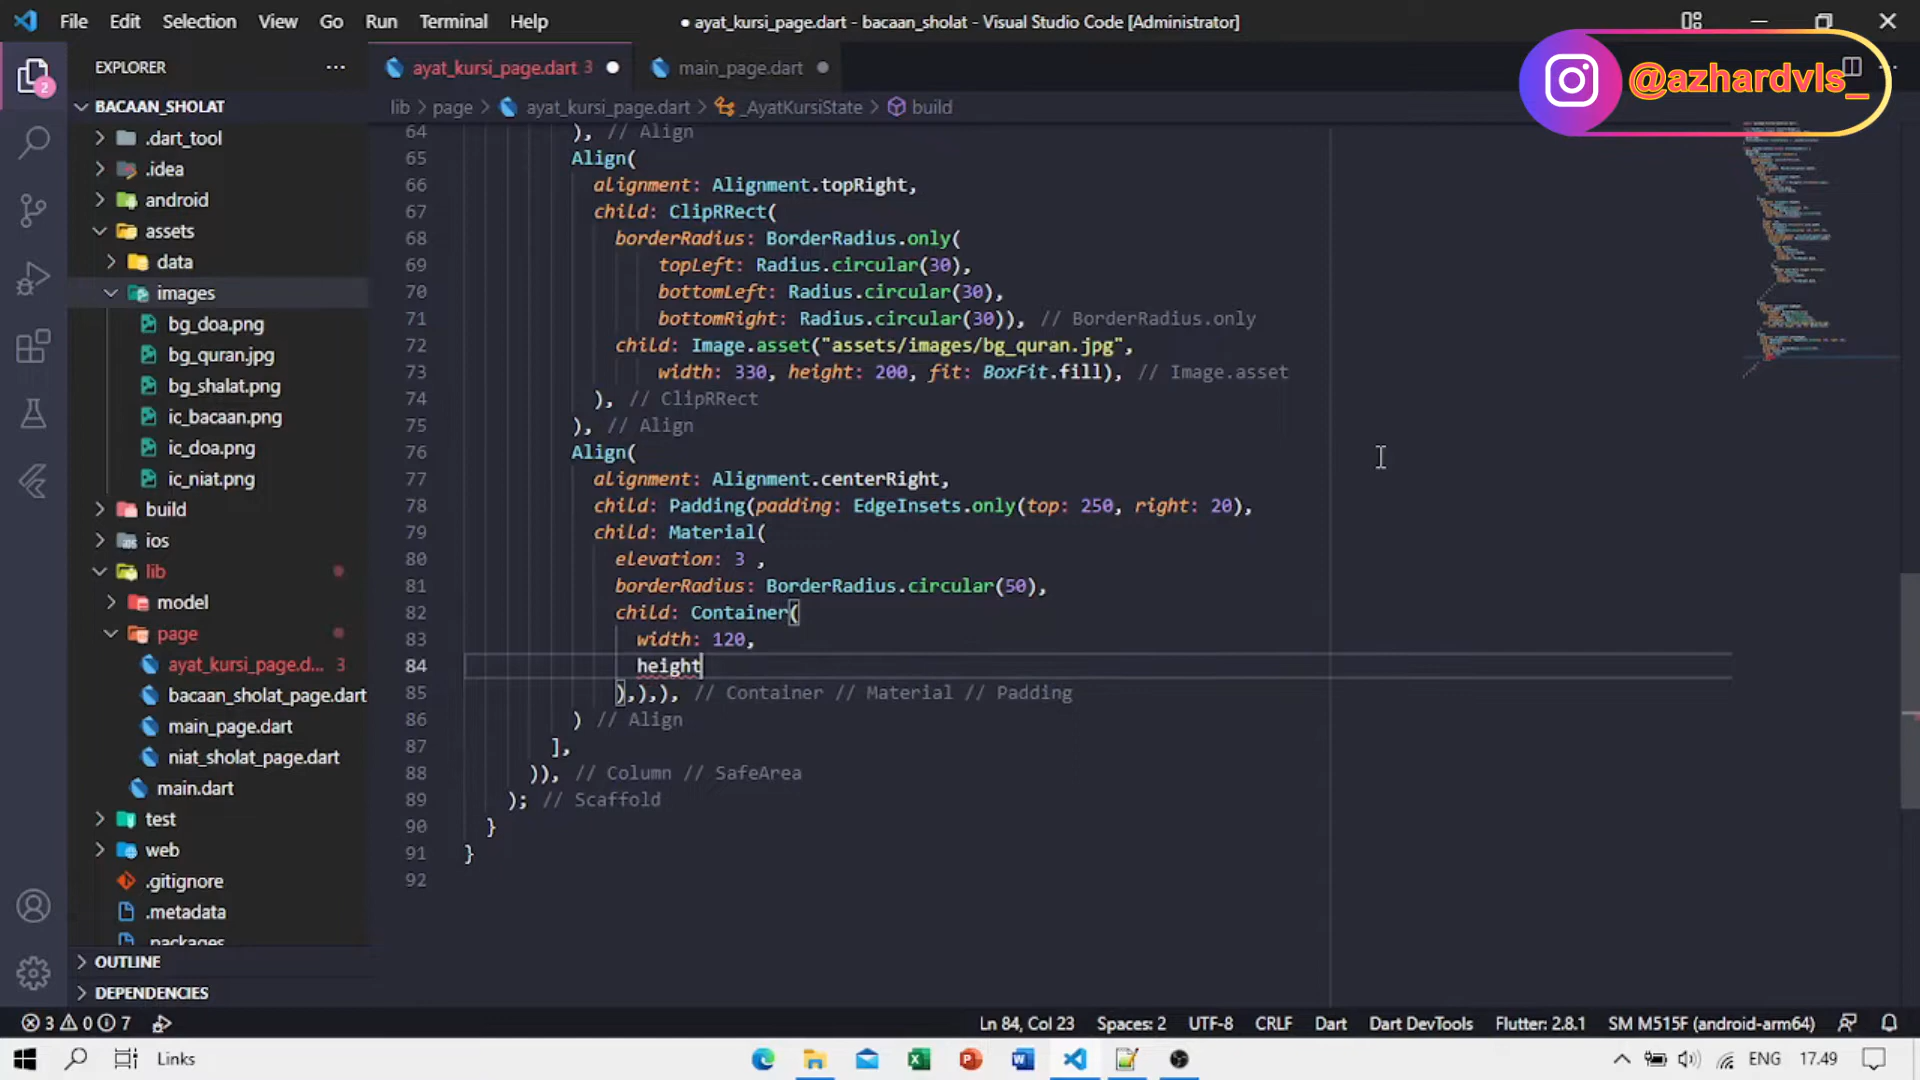 File Edit Selection View Go Run Terminal Help
● ayat_kursi_page.dart - bacaan_sholat - Visual Studio Code [Administrator]
@azhardvls_
EXPLORER ...
ayat_kursi_page.dart 3
main_page.dart
lib > page > ayat_kursi_page.dart > _AyatKursiState > build
2
BACAAN_SHOLAT
.dart_tool
.idea
android
assets
data
images
bg_doa.png
bg_quran.jpg
bg_shalat.png
ic_bacaan.png
ic_doa.png
ic_niat.png
build
ios
lib
model
page
ayat_kursi_page.d... 3
bacaan_sholat_page.dart
main_page.dart
niat_sholat_page.dart
main.dart
test
web
.gitignore
.metadata
.packages
OUTLINE
DEPENDENCIES
64 ), // Align
65 Align(
66 alignment: Alignment.topRight,
67 child: ClipRRect(
68 borderRadius: BorderRadius.only(
69 topLeft: Radius.circular(30),
70 bottomLeft: Radius.circular(30),
71 bottomRight: Radius.circular(30)), // BorderRadius.only
72 child: Image.asset("assets/images/bg_quran.jpg",
73 width: 330, height: 200, fit: BoxFit.fill), // Image.asset
74 ), // ClipRRect
75 ), // Align
76 Align(
77 alignment: Alignment.centerRight,
78 child: Padding(padding: EdgeInsets.only(top: 250, right: 20),
79 child: Material(
80 elevation: 3 ,
81 borderRadius: BorderRadius.circular(50),
82 child: Container(
83 width: 120,
84 height
85 ),),), // Container // Material // Padding
86 ) // Align
87 ],
88 )), // Column // SafeArea
89 ); // Scaffold
90 }
91 }
92
3 0 7
Ln 84, Col 23 Spaces: 2 UTF-8 CRLF Dart Dart DevTools Flutter: 2.8.1 SM M515F (android-arm64)
Links
ENG 17.49